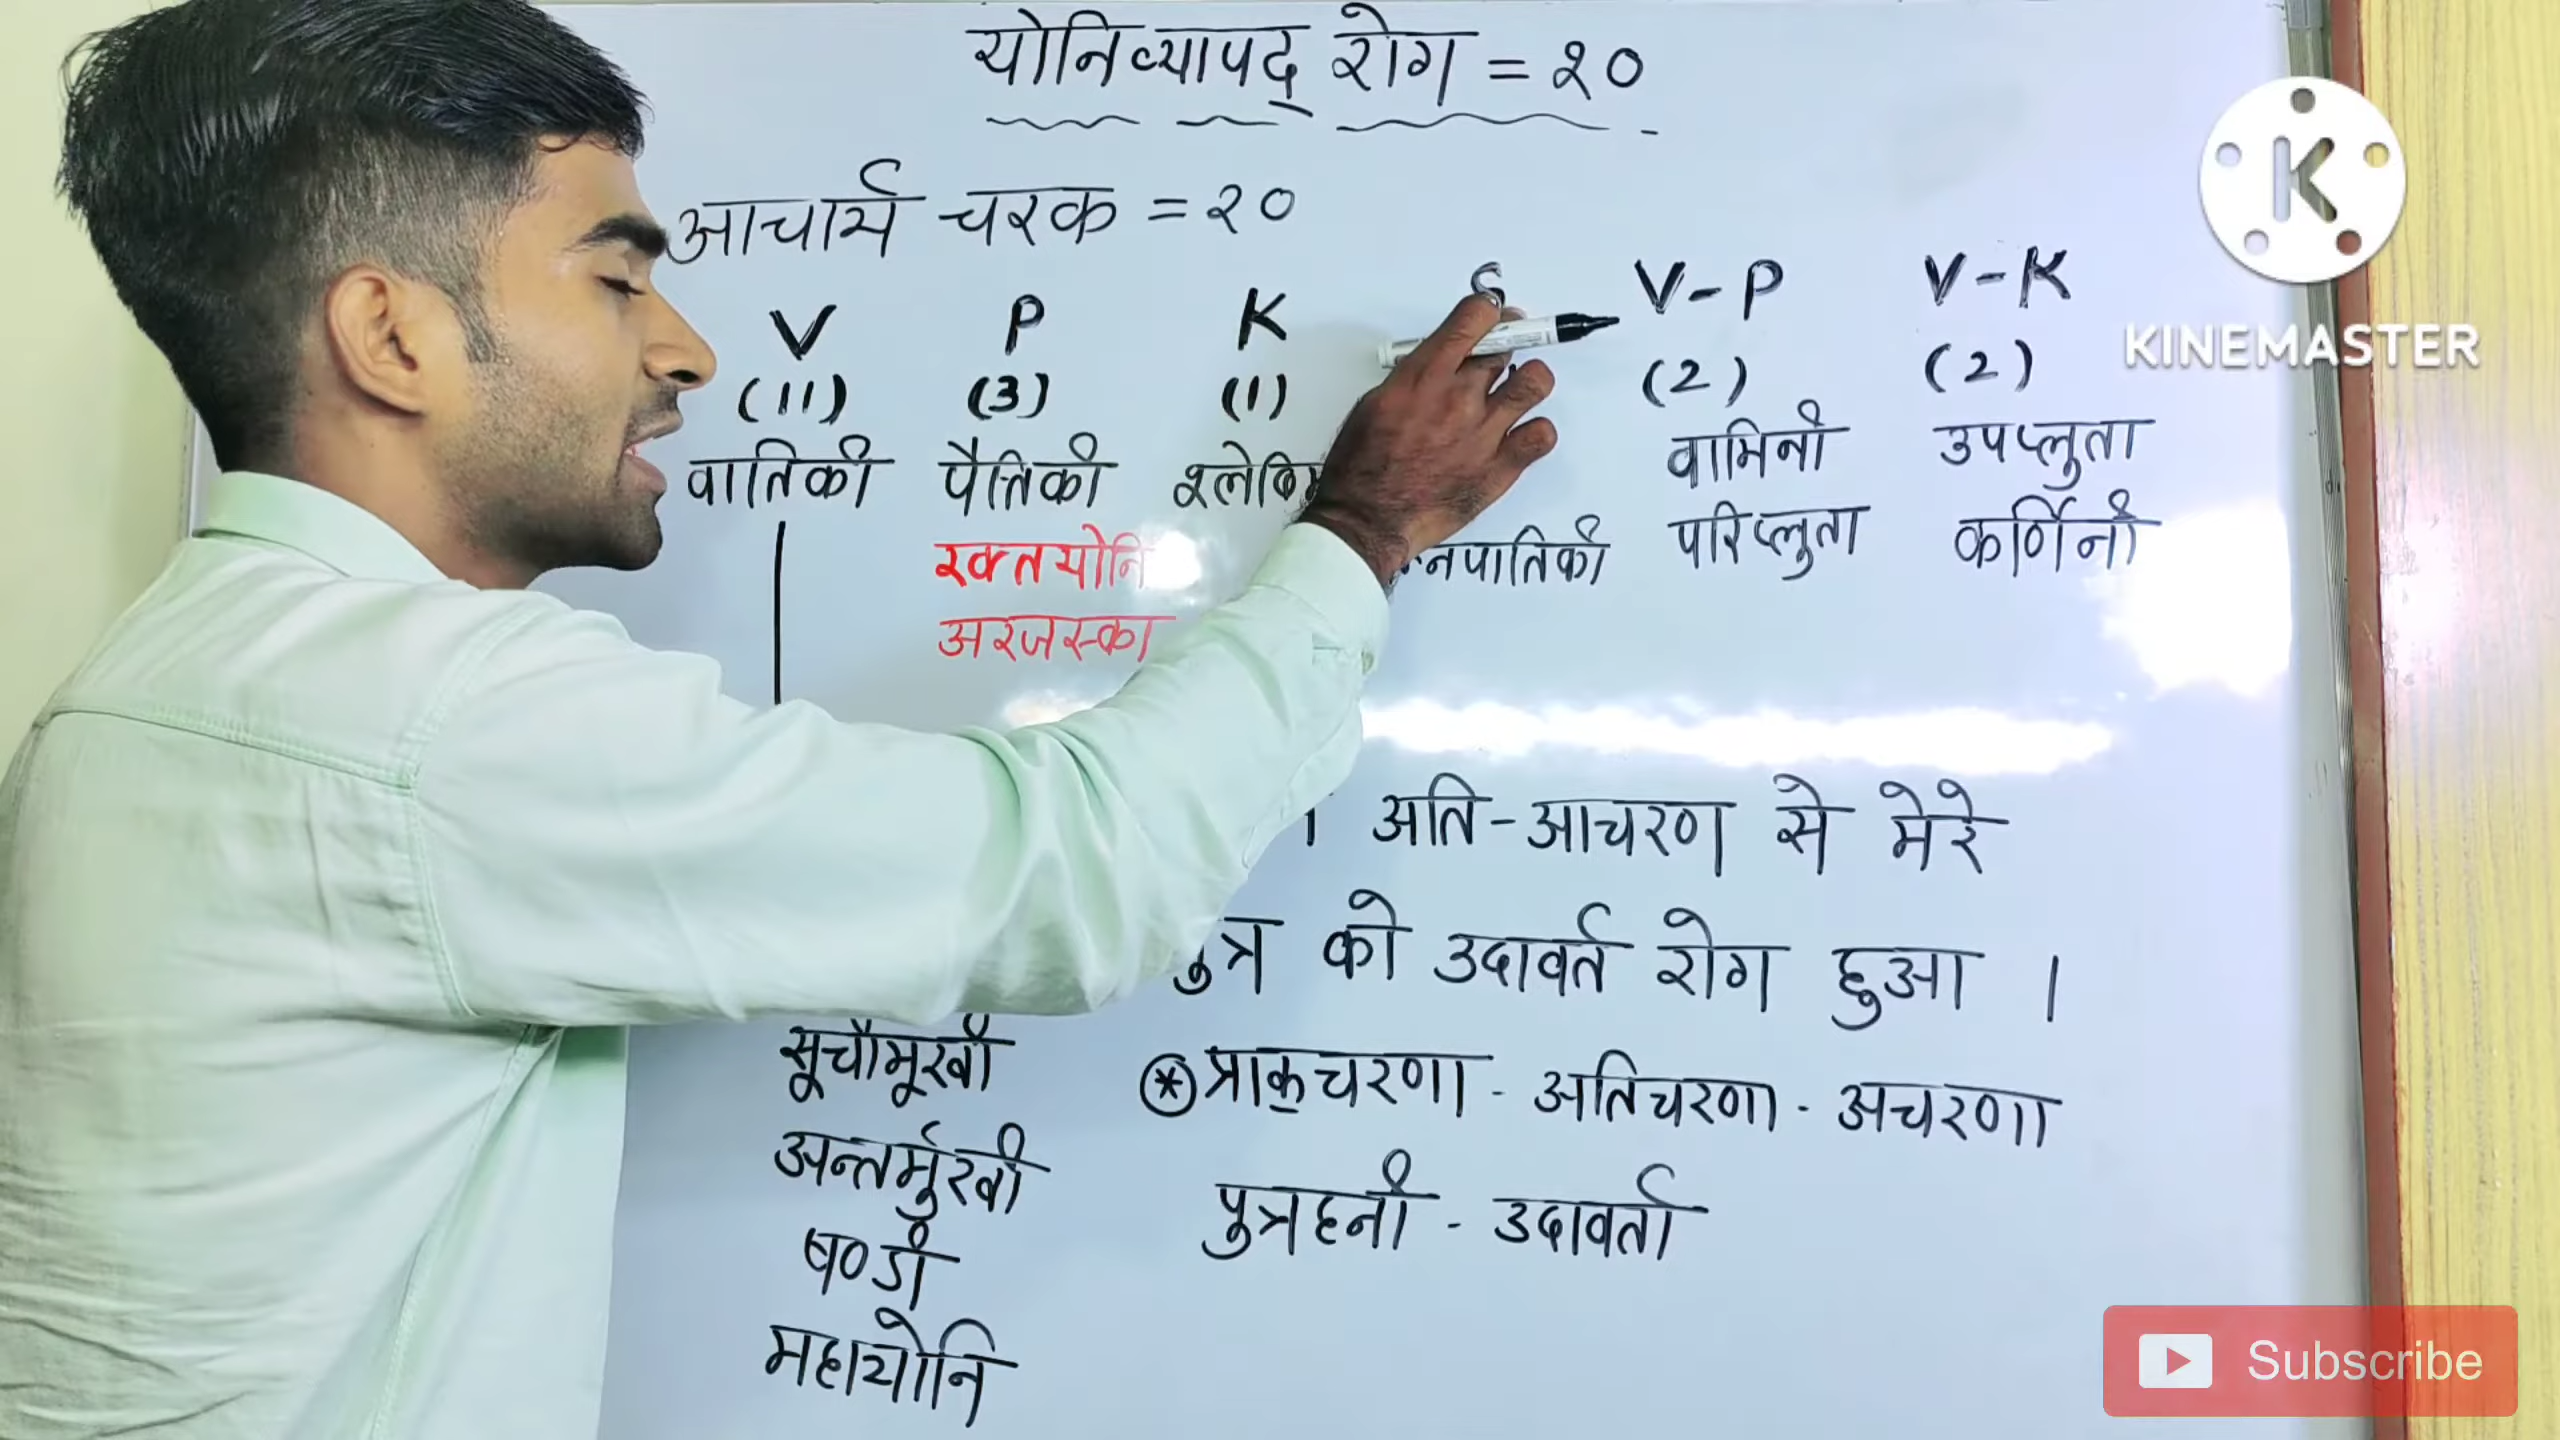 योनिव्यापद् रोग = २०
आचार्य चरक = २०
V P K S V-P V-K
(11) (3) (1) (2) (2)
वातिकी पैत्तिकी वामिनी उपप्लुता
रक्तयोनि परिप्लुता कर्णिनी
अरजस्का
अति-आचरण से मेरे
को उदावर्त रोग हुआ ।
सूचीमूखी
* प्राक्चरणा - अतिचरणा - अचरणा
अन्तर्मुखी
पुत्रहनी - उदावर्ता
षण्डी
महायोनि
KINEMASTER
Subscribe